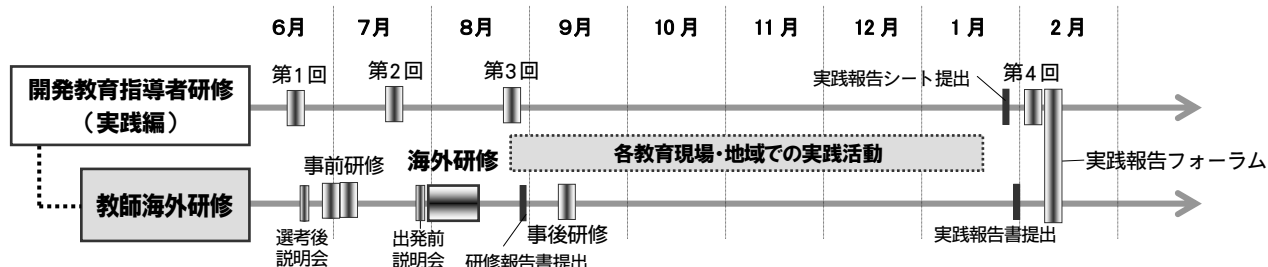 6月 7月 8月 9月 10月 11月 12月 1月 2月
第1回 第2回 第3回 実践報告シート提出 第4回
開発教育指導者研修
（実践編）
各教育現場・地域での実践活動
実践報告フォーラム
教師海外研修
事前研修
海外研修
選考後
説明会
出発前
説明会
研修報告書提出
事後研修
実践報告書提出